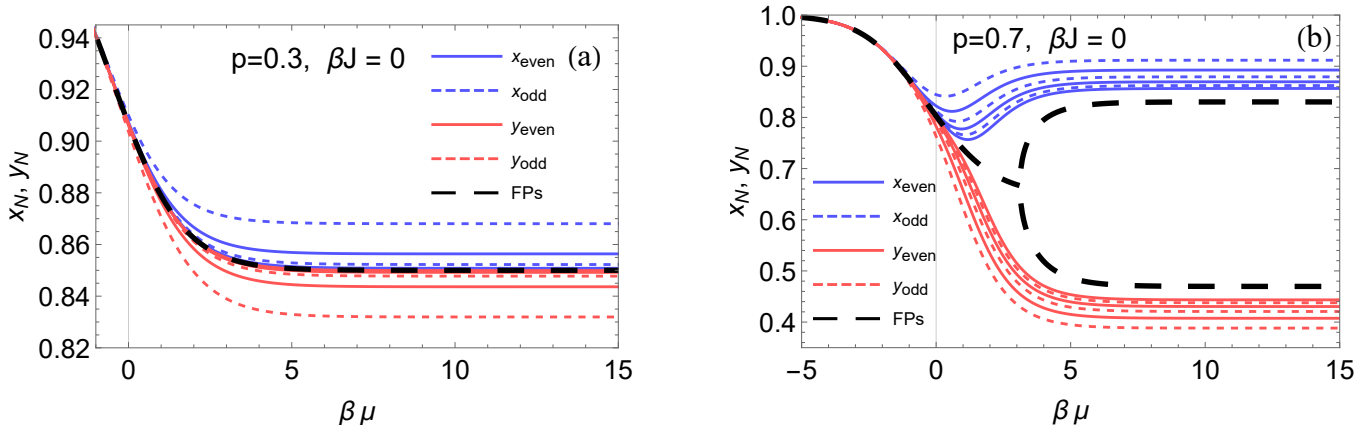 p=0.3, βJ = 0
(a)
x_even
x_odd
y_even
y_odd
FPs
0.94
0.92
0.90
0.88
0.86
0.84
0.82
x_N, y_N
0
5
10
15
β μ
p=0.7, βJ = 0
(b)
x_even
x_odd
y_even
y_odd
FPs
1.0
0.9
0.8
0.7
0.6
0.5
0.4
x_N, y_N
−5
0
5
10
15
β μ